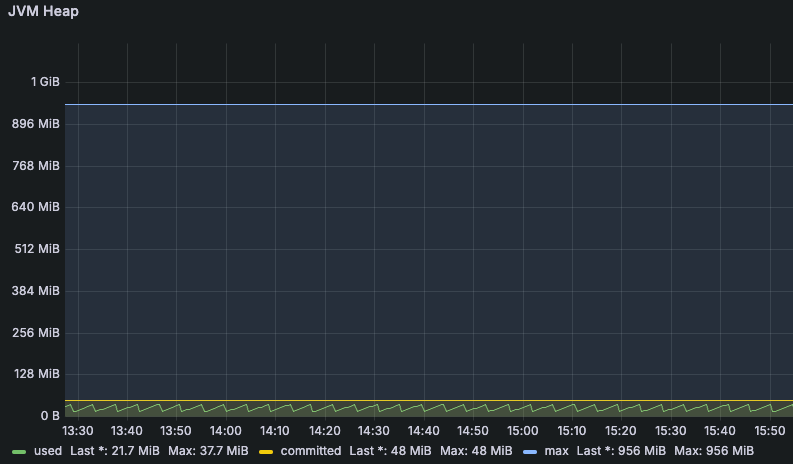 JVM Heap
1 GiB
896 MiB
768 MiB
640 MiB
512 MiB
384 MiB
256 MiB
128 MiB
0 B
13:30 13:40 13:50 14:00 14:10 14:20 14:30 14:40 14:50 15:00 15:10 15:20 15:30 15:40 15:50
used Last *: 21.7 MiB Max: 37.7 MiB committed Last *: 48 MiB Max: 48 MiB max Last *: 956 MiB Max: 956 MiB